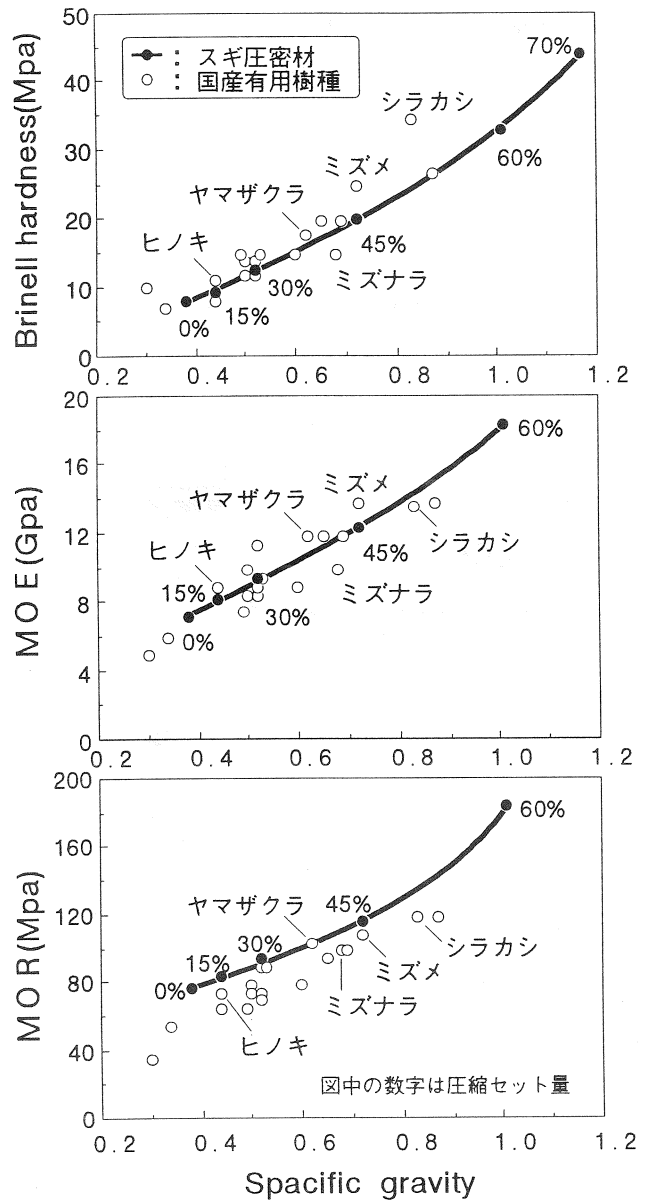 50
40
30
20
10
0
Brinell hardness(Mpa)
スギ圧密材
国産有用樹種
70%
シラカシ
60%
ミズメ
ヤマザクラ
45%
ヒノキ
ミズナラ
30%
15%
0%
0.2 0.4 0.6 0.8 1.0 1.2
20
16
12
8
4
0
MOE(Gpa)
60%
ミズメ
ヤマザクラ
シラカシ
45%
ヒノキ
15%
ミズナラ
30%
0%
0.2 0.4 0.6 0.8 1.0 1.2
200
160
120
80
40
0
MOR(Mpa)
60%
ヤマザクラ 45%
30%
シラカシ
15%
ミズメ
0%
ミズナラ
ヒノキ
図中の数字は圧縮セット量
0.2 0.4 0.6 0.8 1.0 1.2
Spacific gravity